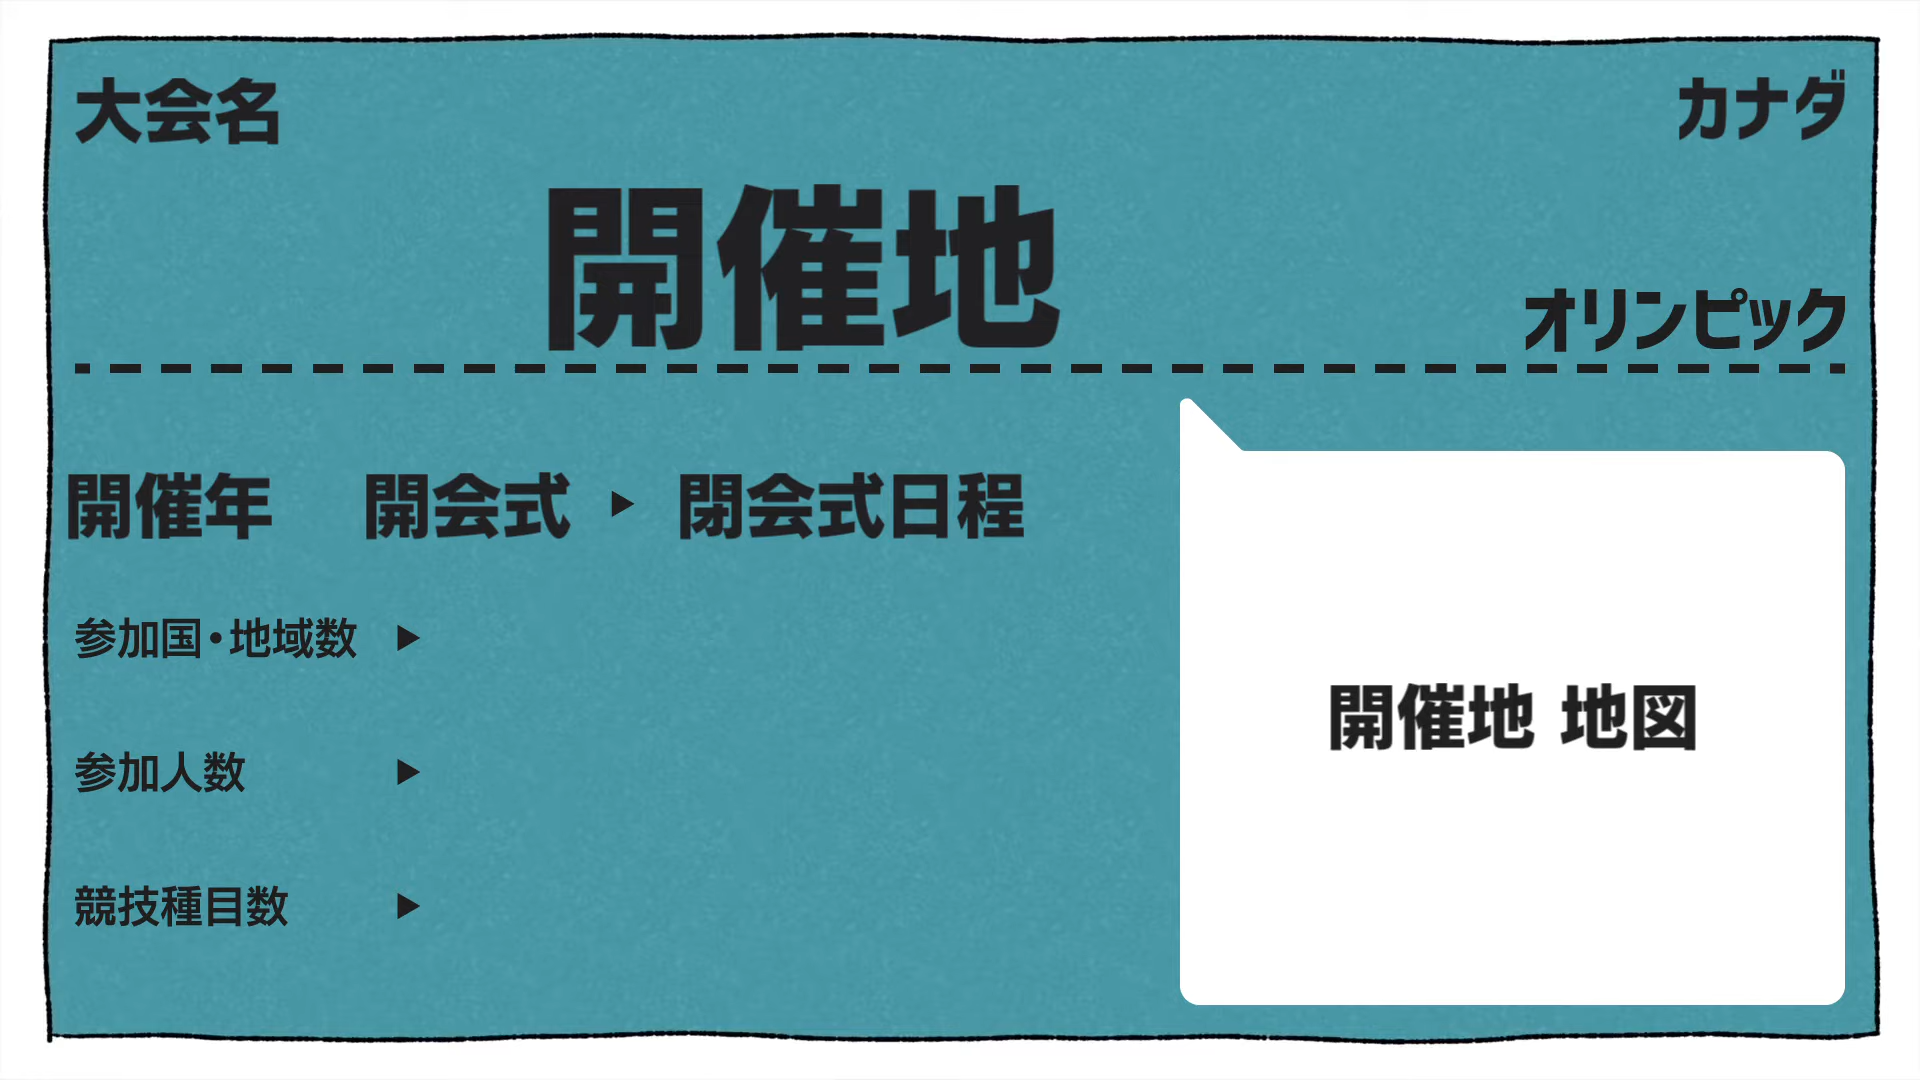 大会名
カナダ
開催地
オリンピック
開催年 開会式 ▶ 閉会式日程
参加国・地域数 ▶
参加人数 ▶
競技種目数 ▶
開催地 地図